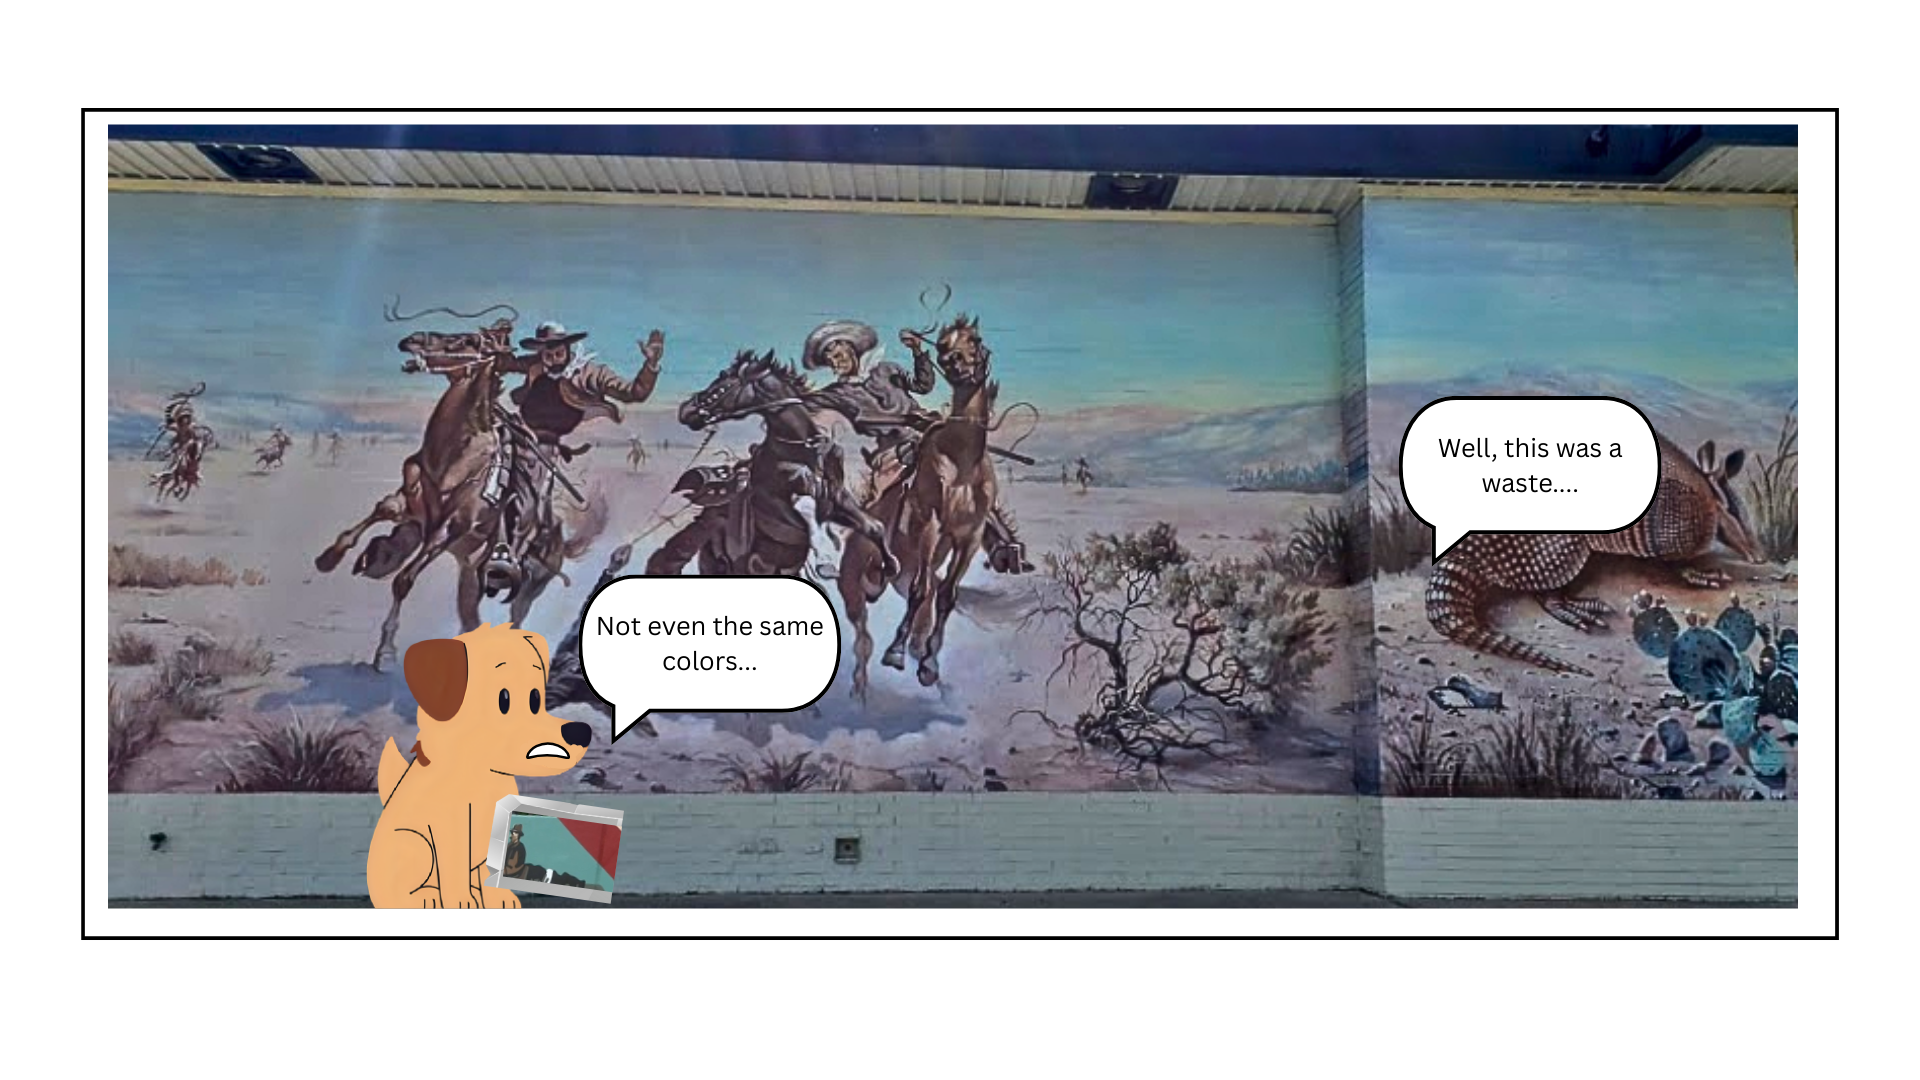 Well, this was a
waste....
Not even the same
colors...